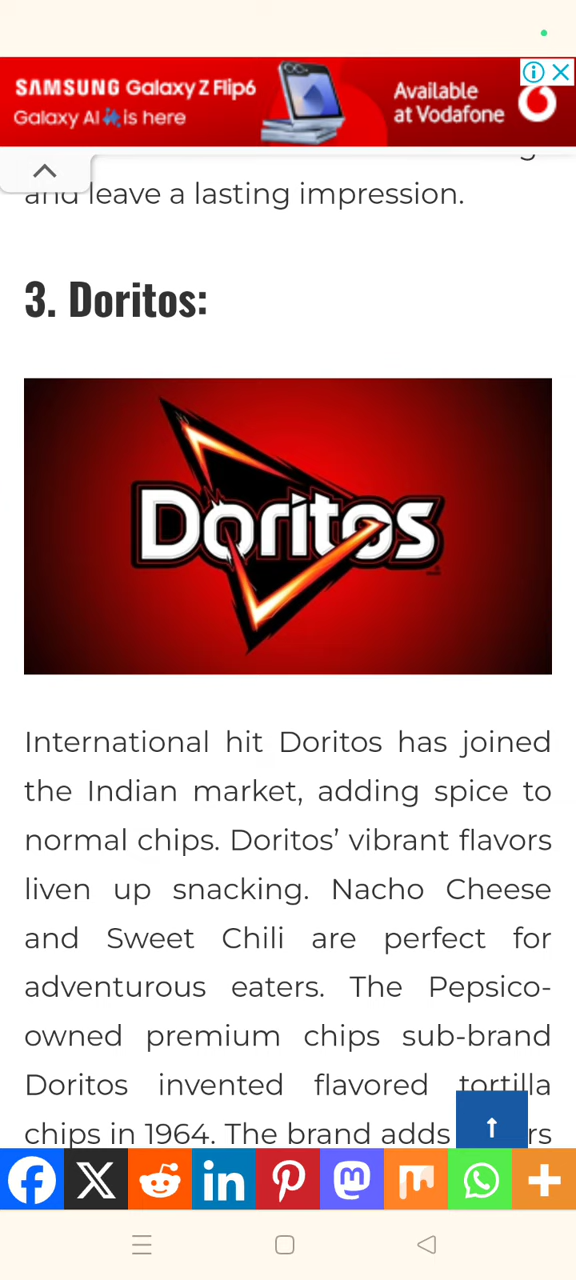 SAMSUNG Galaxy Z Flip6
Galaxy AI is here
Available
at Vodafone
and leave a lasting impression.
3. Doritos:
Doritos
International hit Doritos has joined
the Indian market, adding spice to
normal chips. Doritos’ vibrant flavors
liven up snacking. Nacho Cheese
and Sweet Chili are perfect for
adventurous eaters. The Pepsico-
owned premium chips sub-brand
Doritos invented flavored tortilla
chips in 1964. The brand adds